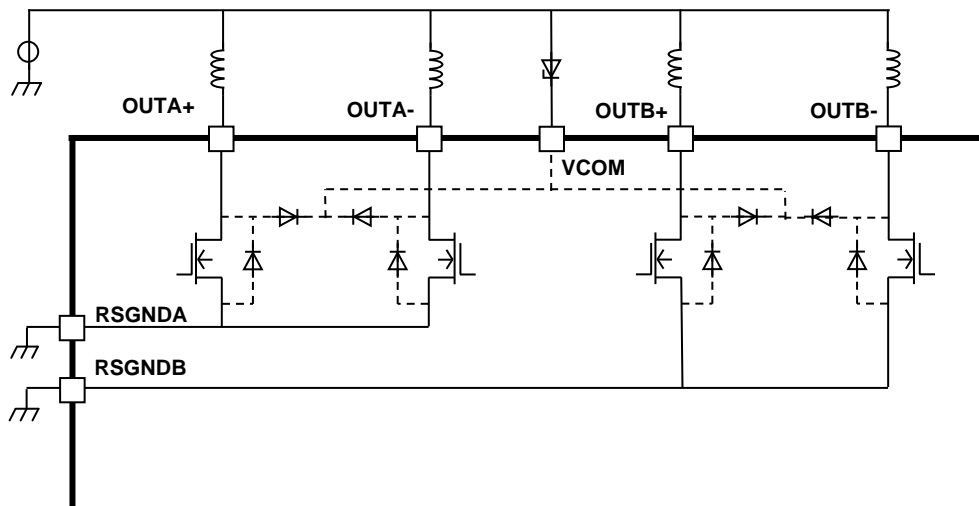 OUTA+
OUTA-
OUTB+
OUTB-
VCOM
RSGNDA
RSGNDB